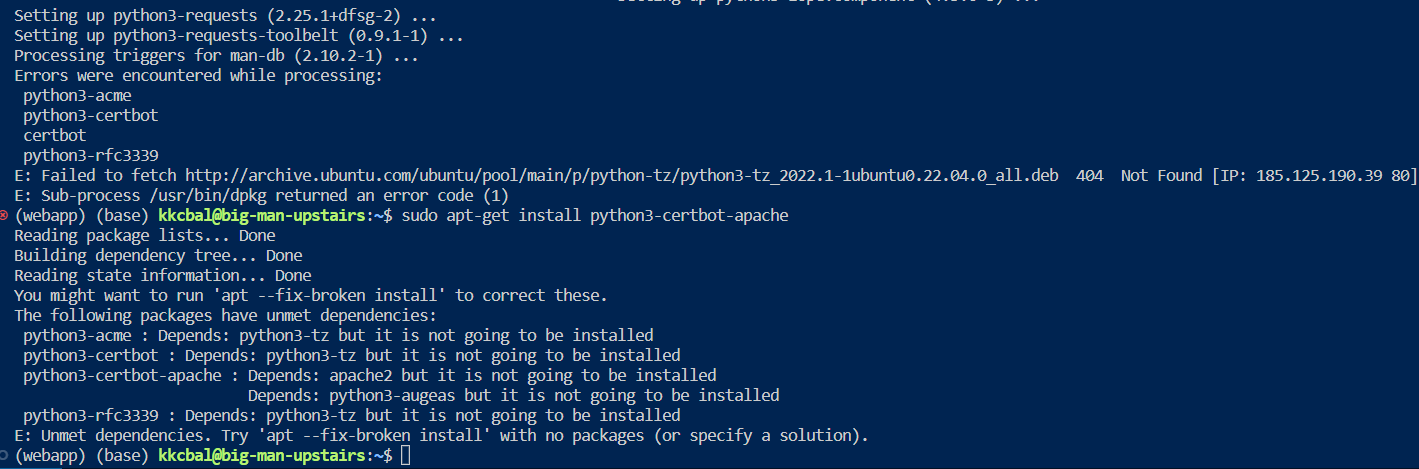 Setting up python3-requests (2.25.1+dfsg-2) ...
Setting up python3-requests-toolbelt (0.9.1-1) ...
Processing triggers for man-db (2.10.2-1) ...
Errors were encountered while processing:
 python3-acme
 python3-certbot
 certbot
 python3-rfc3339
E: Failed to fetch http://archive.ubuntu.com/ubuntu/pool/main/p/python-tz/python3-tz_2022.1-1ubuntu0.22.04.0_all.deb  404  Not Found [IP: 185.125.190.39 80]
E: Sub-process /usr/bin/dpkg returned an error code (1)
(webapp) (base) kkcbal@big-man-upstairs:~$ sudo apt-get install python3-certbot-apache
Reading package lists... Done
Building dependency tree... Done
Reading state information... Done
You might want to run 'apt --fix-broken install' to correct these.
The following packages have unmet dependencies:
 python3-acme : Depends: python3-tz but it is not going to be installed
 python3-certbot : Depends: python3-tz but it is not going to be installed
 python3-certbot-apache : Depends: apache2 but it is not going to be installed
                          Depends: python3-augeas but it is not going to be installed
 python3-rfc3339 : Depends: python3-tz but it is not going to be installed
E: Unmet dependencies. Try 'apt --fix-broken install' with no packages (or specify a solution).
(webapp) (base) kkcbal@big-man-upstairs:~$